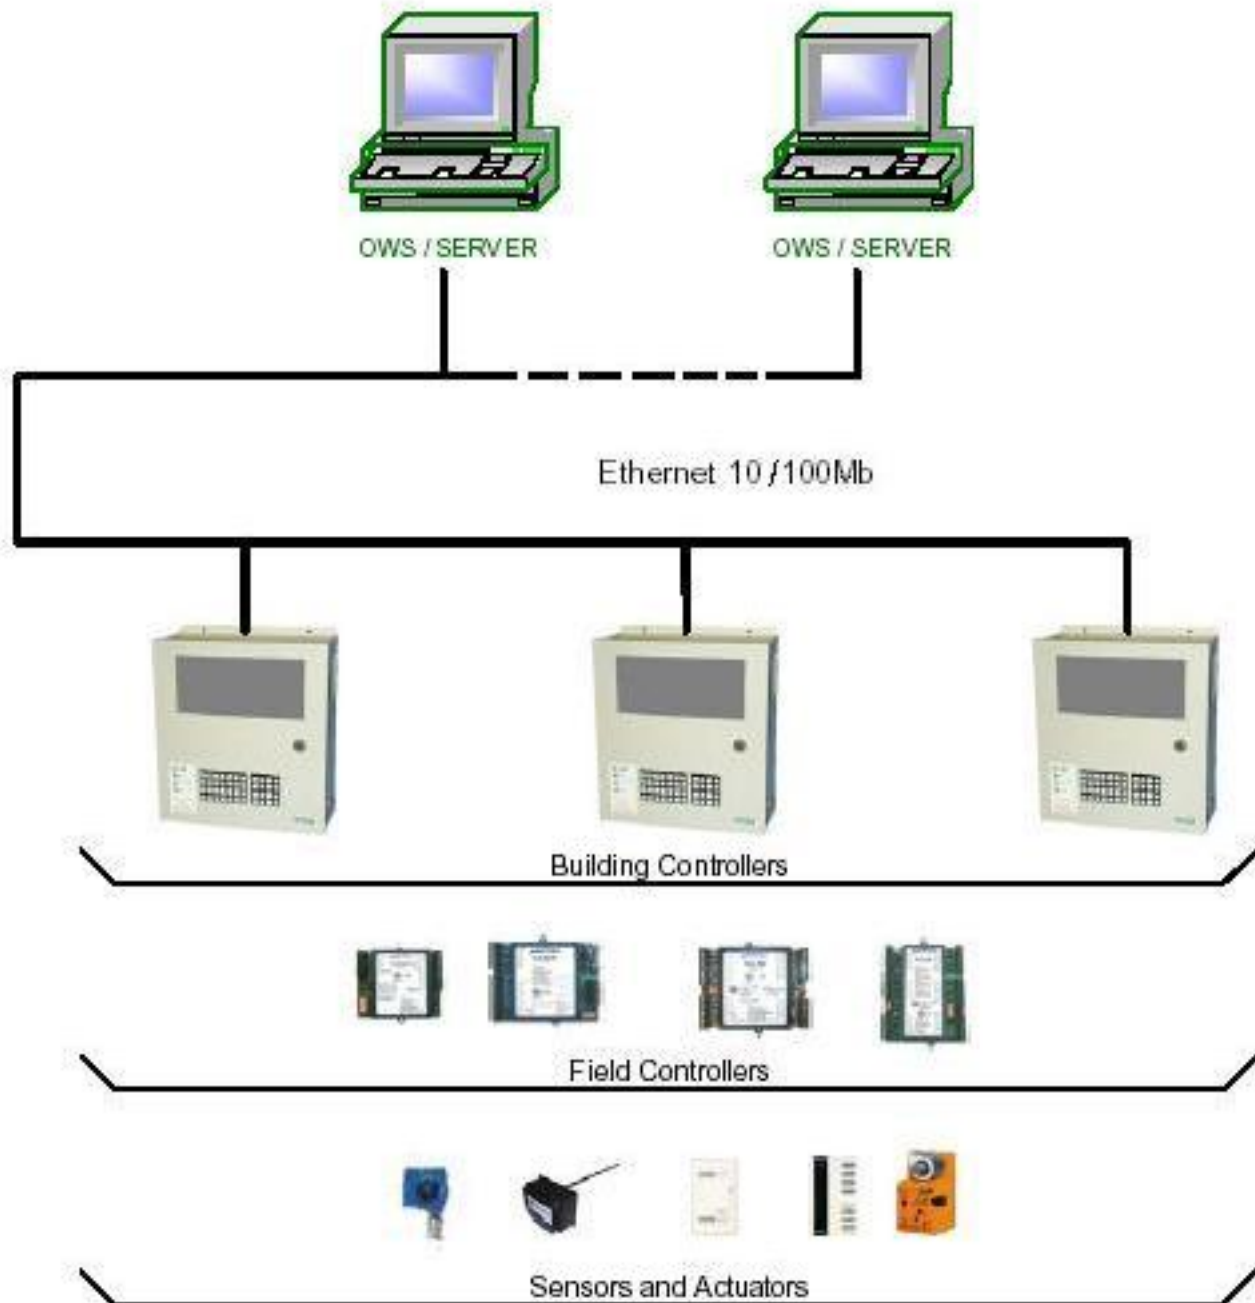 OWS / SERVER
OWS / SERVER
Ethernet 10/100Mb
Building Controllers
Field Controllers
Sensors and Actuators